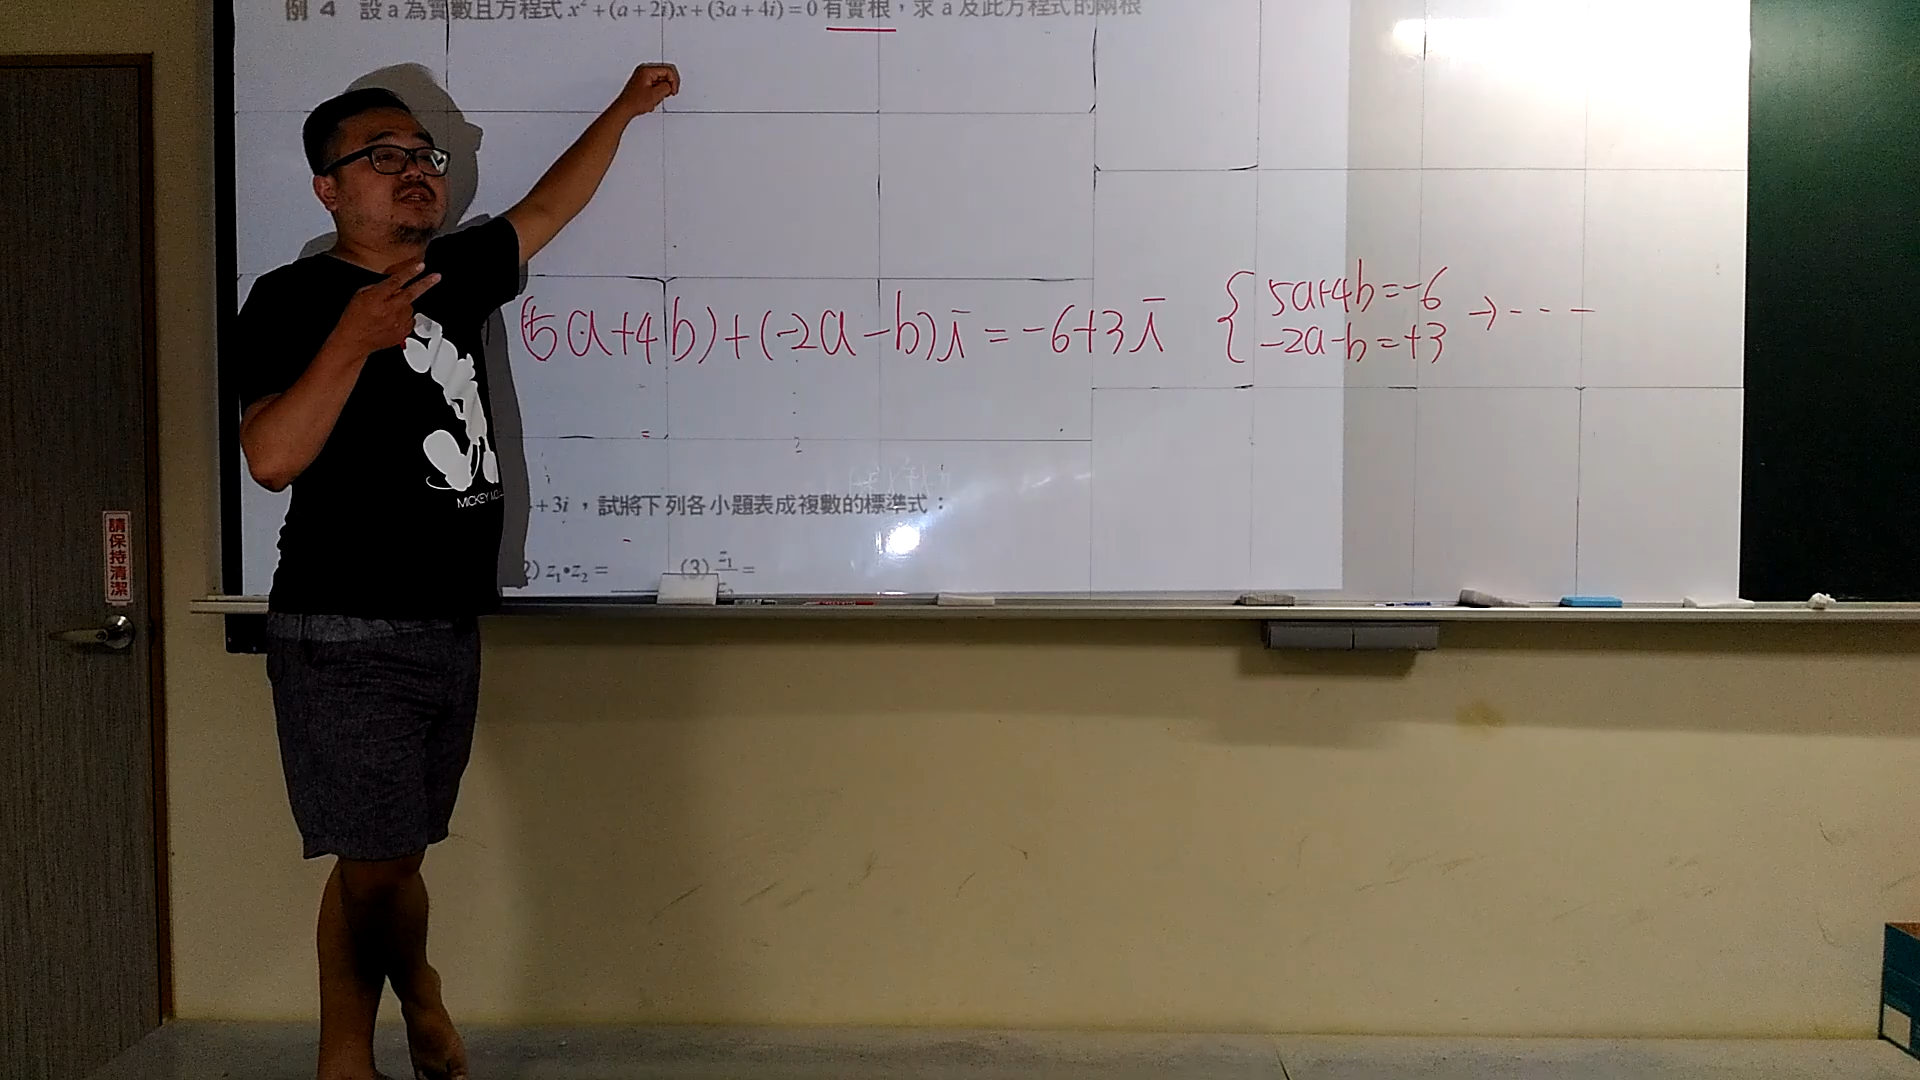 例 4 設 a 為實數且方程式 x² + (a + 2i)x + (3a + 4i) = 0 有實根，求 a 及此方程式的兩根
(5a+4b)+(-2a-b)i=-6+3i
{ 5a+4b=-6
-2a-b=+3 → - - -
+ 3i ，試將下列各小題表成複數的標準式：
2) z₁•z₂ = (3) z₁ =
MICKEY
請保持清潔